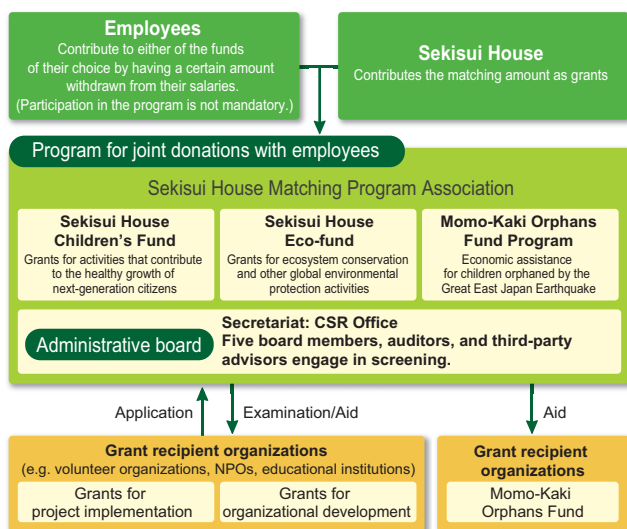 Employees
Contribute to either of the funds
of their choice by having a certain amount
withdrawn from their salaries.
(Participation in the program is not mandatory.)
Sekisui House
Contributes the matching amount as grants
Program for joint donations with employees
Sekisui House Matching Program Association
Sekisui House
Children's Fund
Grants for activities that contribute
to the healthy growth of
next-generation citizens
Sekisui House
Eco-fund
Grants for ecosystem conservation
and other global environmental
protection activities
Momo-Kaki Orphans
Fund Program
Economic assistance
for children orphaned by the
Great East Japan Earthquake
Administrative board
Secretariat: CSR Office
Five board members, auditors, and third-party
advisors engage in screening.
Application
Examination/Aid
Aid
Grant recipient organizations
(e.g. volunteer organizations, NPOs, educational institutions)
Grants for
project implementation
Grants for
organizational development
Grant recipient
organizations
Momo-Kaki
Orphans Fund